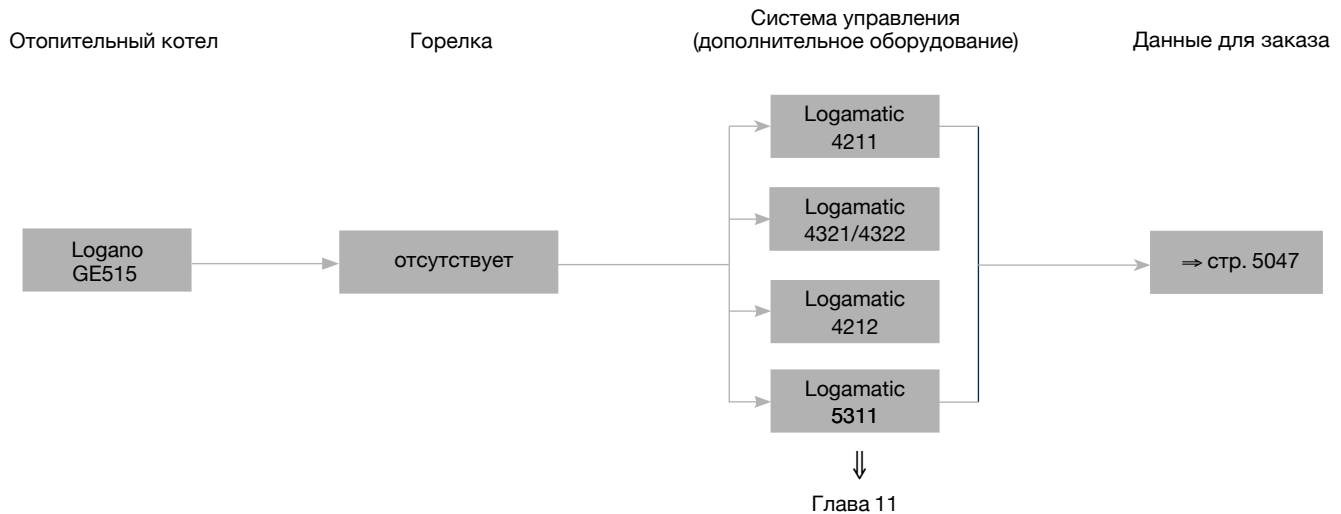 Отопительный котел
Горелка
Система управления
(дополнительное оборудование)
Данные для заказа
Logano
GE515
отсутствует
Logamatic
4211
Logamatic
4321/4322
Logamatic
4212
Logamatic
5311
⇒ стр. 5047
⇓
Глава 11